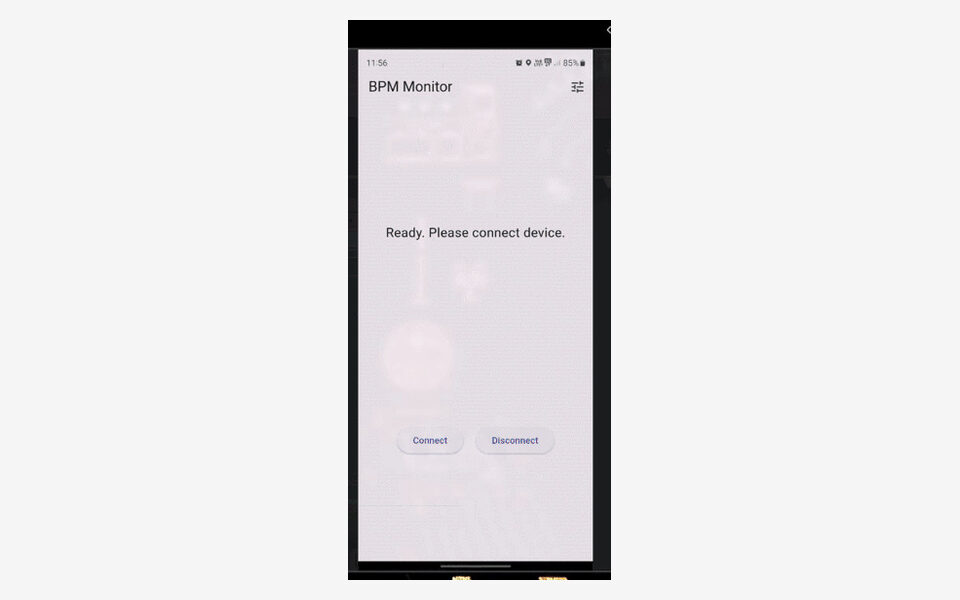 11:56
85%
BPM Monitor
Ready. Please connect device.
Connect
Disconnect